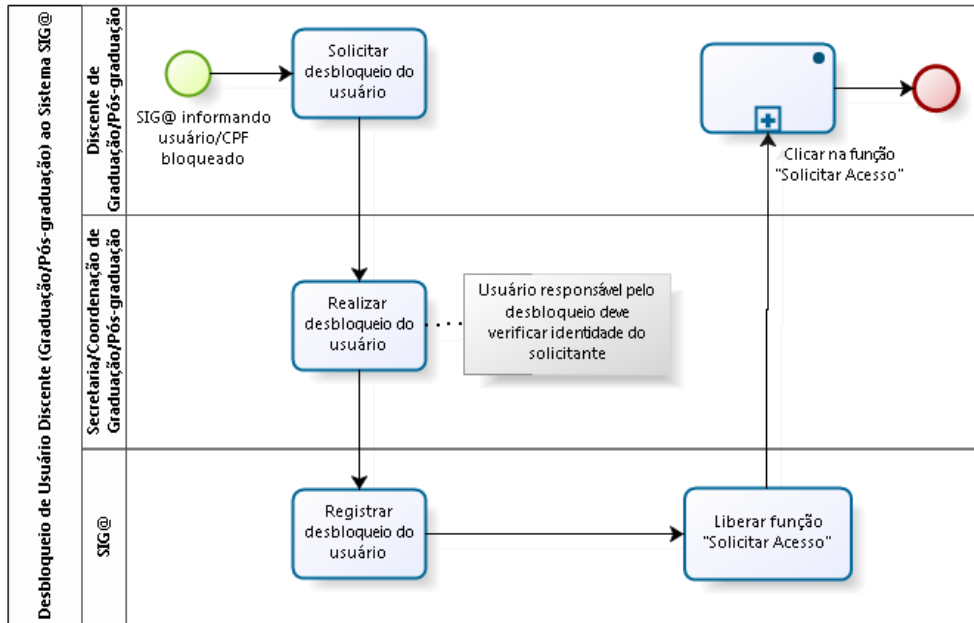 Desbloqueio de Usuário Discente (Graduação/Pós-graduação) ao Sistema SIG@
Discente de
Graduação/Pós-graduação
SIG@ informando
usuário/CPF
bloqueado
Solicitar
desbloqueio do
usuário
Clicar na função
"Solicitar Acesso"
Secretaria/Coordenação de
Graduação/Pós-graduação
Realizar
desbloqueio do
usuário
Usuário responsável pelo
desbloqueio deve
verificar identidade do
solicitante
SIG@
Registrar
desbloqueio do
usuário
Liberar função
"Solicitar Acesso"